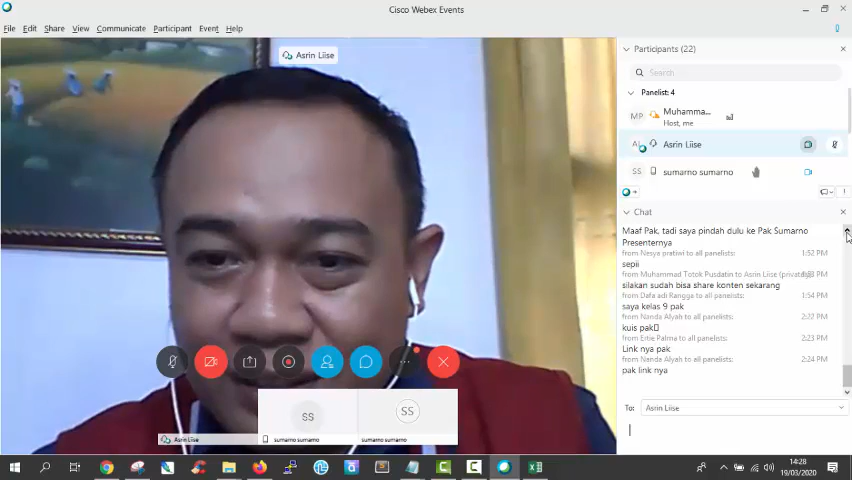 Cisco Webex Events
File Edit Share View Communicate Participant Event Help
Asrin Liise
Participants (22)
Search
Panelist: 4
MP Muhamma...
Host, me
Asrin Liise
SS sumarno sumarno
Chat
Maaf Pak, tadi saya pindah dulu ke Pak Sumarno
Presenternya
from Nesya pratiwi to all panelists: 1:52 PM
sepii
from Muhammad Totok Pusdatin to Asrin Liise
silakan sudah bisa share konten sekarang
from Dafa adi Rangga to all panelists: 1:54 PM
saya kelas 9 pak
from Nanda Alyah to all panelists: 2:22 PM
kuis pak
from Ertie Palma to all panelists: 2:23 PM
Link nya pak
from Nanda Alyah to all panelists: 2:24 PM
pak link nya
To: Asrin Liise
SS
SS
Asrin Liise
sumarno sumarno
sumarno sumarno
14:28
19/03/2020